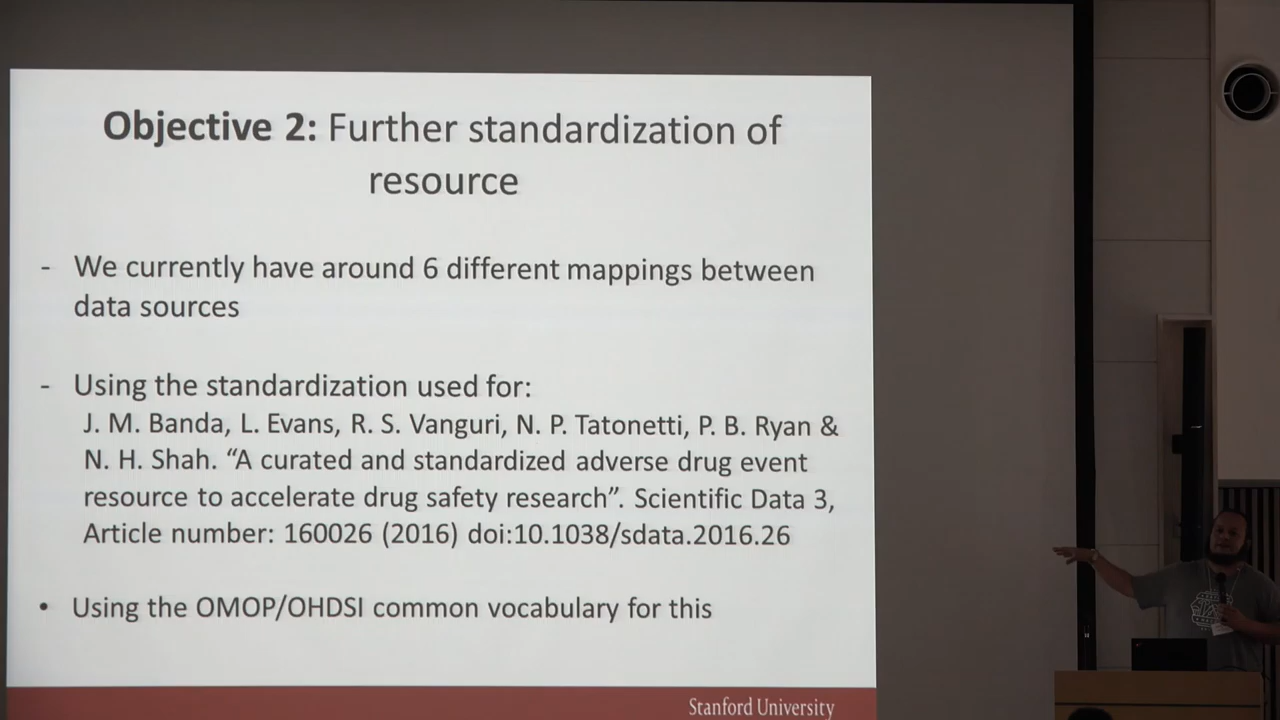 Objective 2: Further standardization of
resource
- We currently have around 6 different mappings between
data sources
- Using the standardization used for:
J. M. Banda, L. Evans, R. S. Vanguri, N. P. Tatonetti, P. B. Ryan &
N. H. Shah. “A curated and standardized adverse drug event
resource to accelerate drug safety research”. Scientific Data 3,
Article number: 160026 (2016) doi:10.1038/sdata.2016.26
• Using the OMOP/OHDSI common vocabulary for this
Stanford University